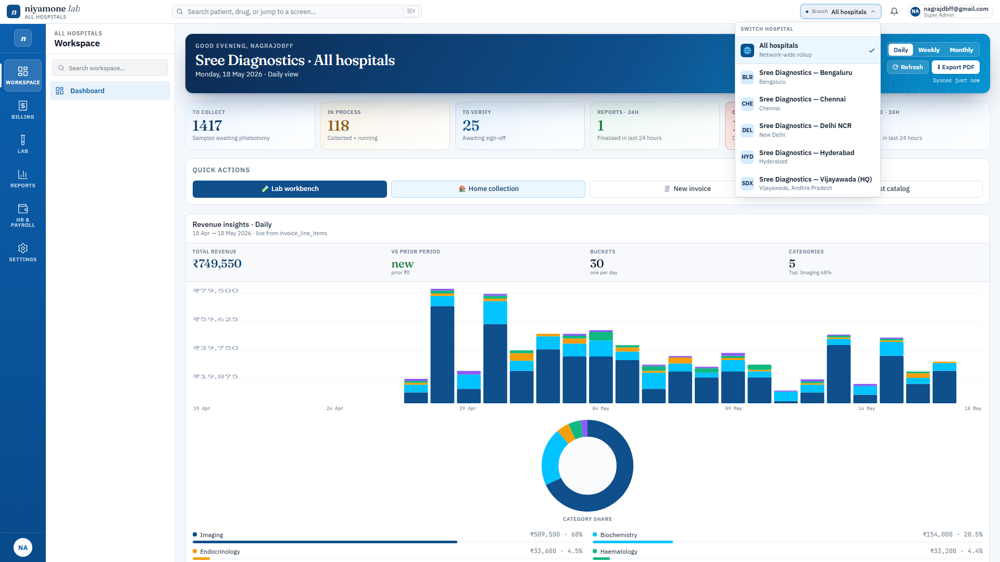 n niyamone lab
ALL HOSPITALS
Search patient, drug, or jump to a screen...
⌘K
Branch All hospitals
NA nagrajdbff@gmail.com
Super Admin
n
WORKSPACE
BILLING
LAB
REPORTS
HR &
PAYROLL
SETTINGS
NA
ALL HOSPITALS
Workspace
Search workspace...
Dashboard
GOOD EVENING, NAGRAJDBFF
Sree Diagnostics · All hospitals
Monday, 18 May 2026 · Daily view
SWITCH HOSPITAL
All hospitals
Network-wide rollup
BLR Sree Diagnostics — Bengaluru
Bengaluru
CHE Sree Diagnostics — Chennai
Chennai
DEL Sree Diagnostics — Delhi NCR
New Delhi
HYD Sree Diagnostics — Hyderabad
Hyderabad
SDX Sree Diagnostics — Vijayawada (HQ)
Vijayawada, Andhra Pradesh
Daily Weekly Monthly
Refresh Export PDF
Synced just now
TO COLLECT
1417
Samples awaiting phlebotomy
IN PROCESS
118
Collected + running
TO VERIFY
25
Awaiting sign-off
REPORTS · 24H
1
Finalised in last 24 hours
· 24H
in last 24 hours
QUICK ACTIONS
Lab workbench
Home collection
New invoice
catalog
Revenue insights · Daily
18 Apr → 18 May 2026 · live from invoice_line_items
TOTAL REVENUE
₹749,550
VS PRIOR PERIOD
new
prior ₹0
BUCKETS
30
one per day
CATEGORIES
5
Top: Imaging 68%
₹79,500
₹59,625
₹39,750
₹19,875
19 Apr 24 Apr 29 Apr 04 May 09 May 14 May 18 May
CATEGORY SHARE
Imaging ₹509,500 · 68%
Biochemistry ₹154,000 · 20.5%
Endocrinology ₹33,600 · 4.5%
Haematology ₹33,200 · 4.4%